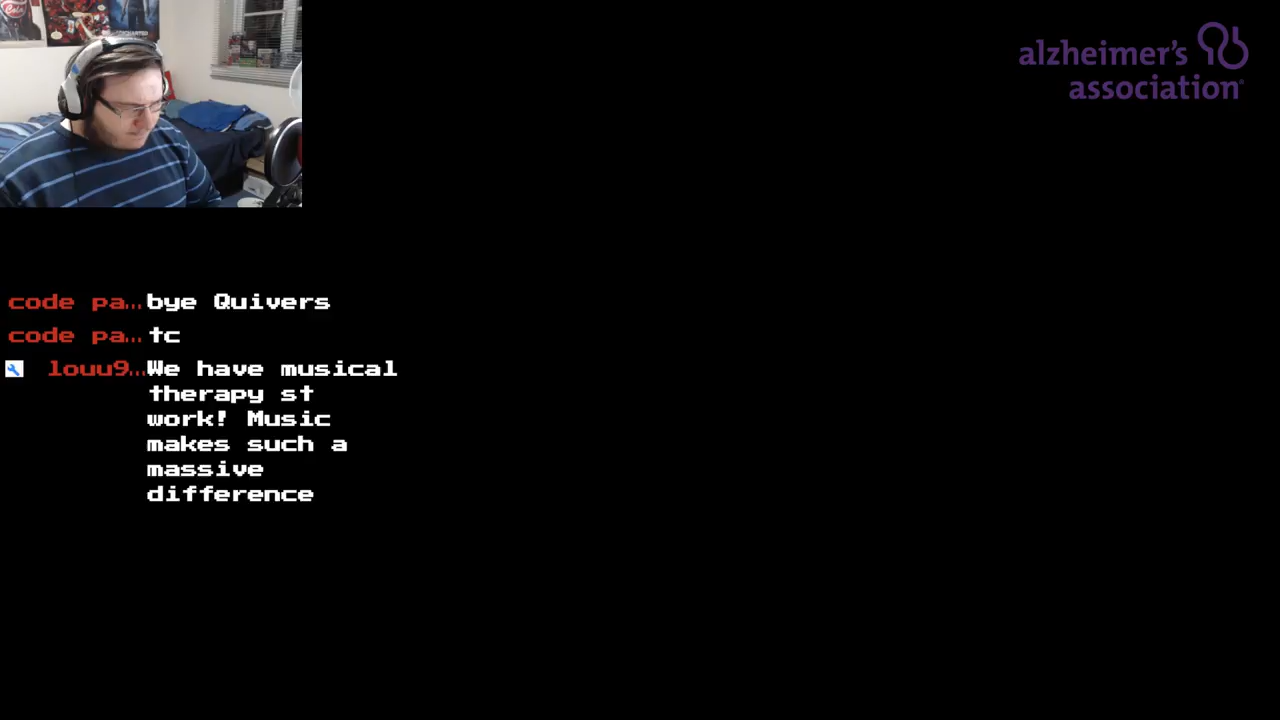 UNCHARTED
alzheimer's
association
code pa... bye Quivers
code pa... tc
louu9... We have musical
therapy st
work! Music
makes such a
massive
difference